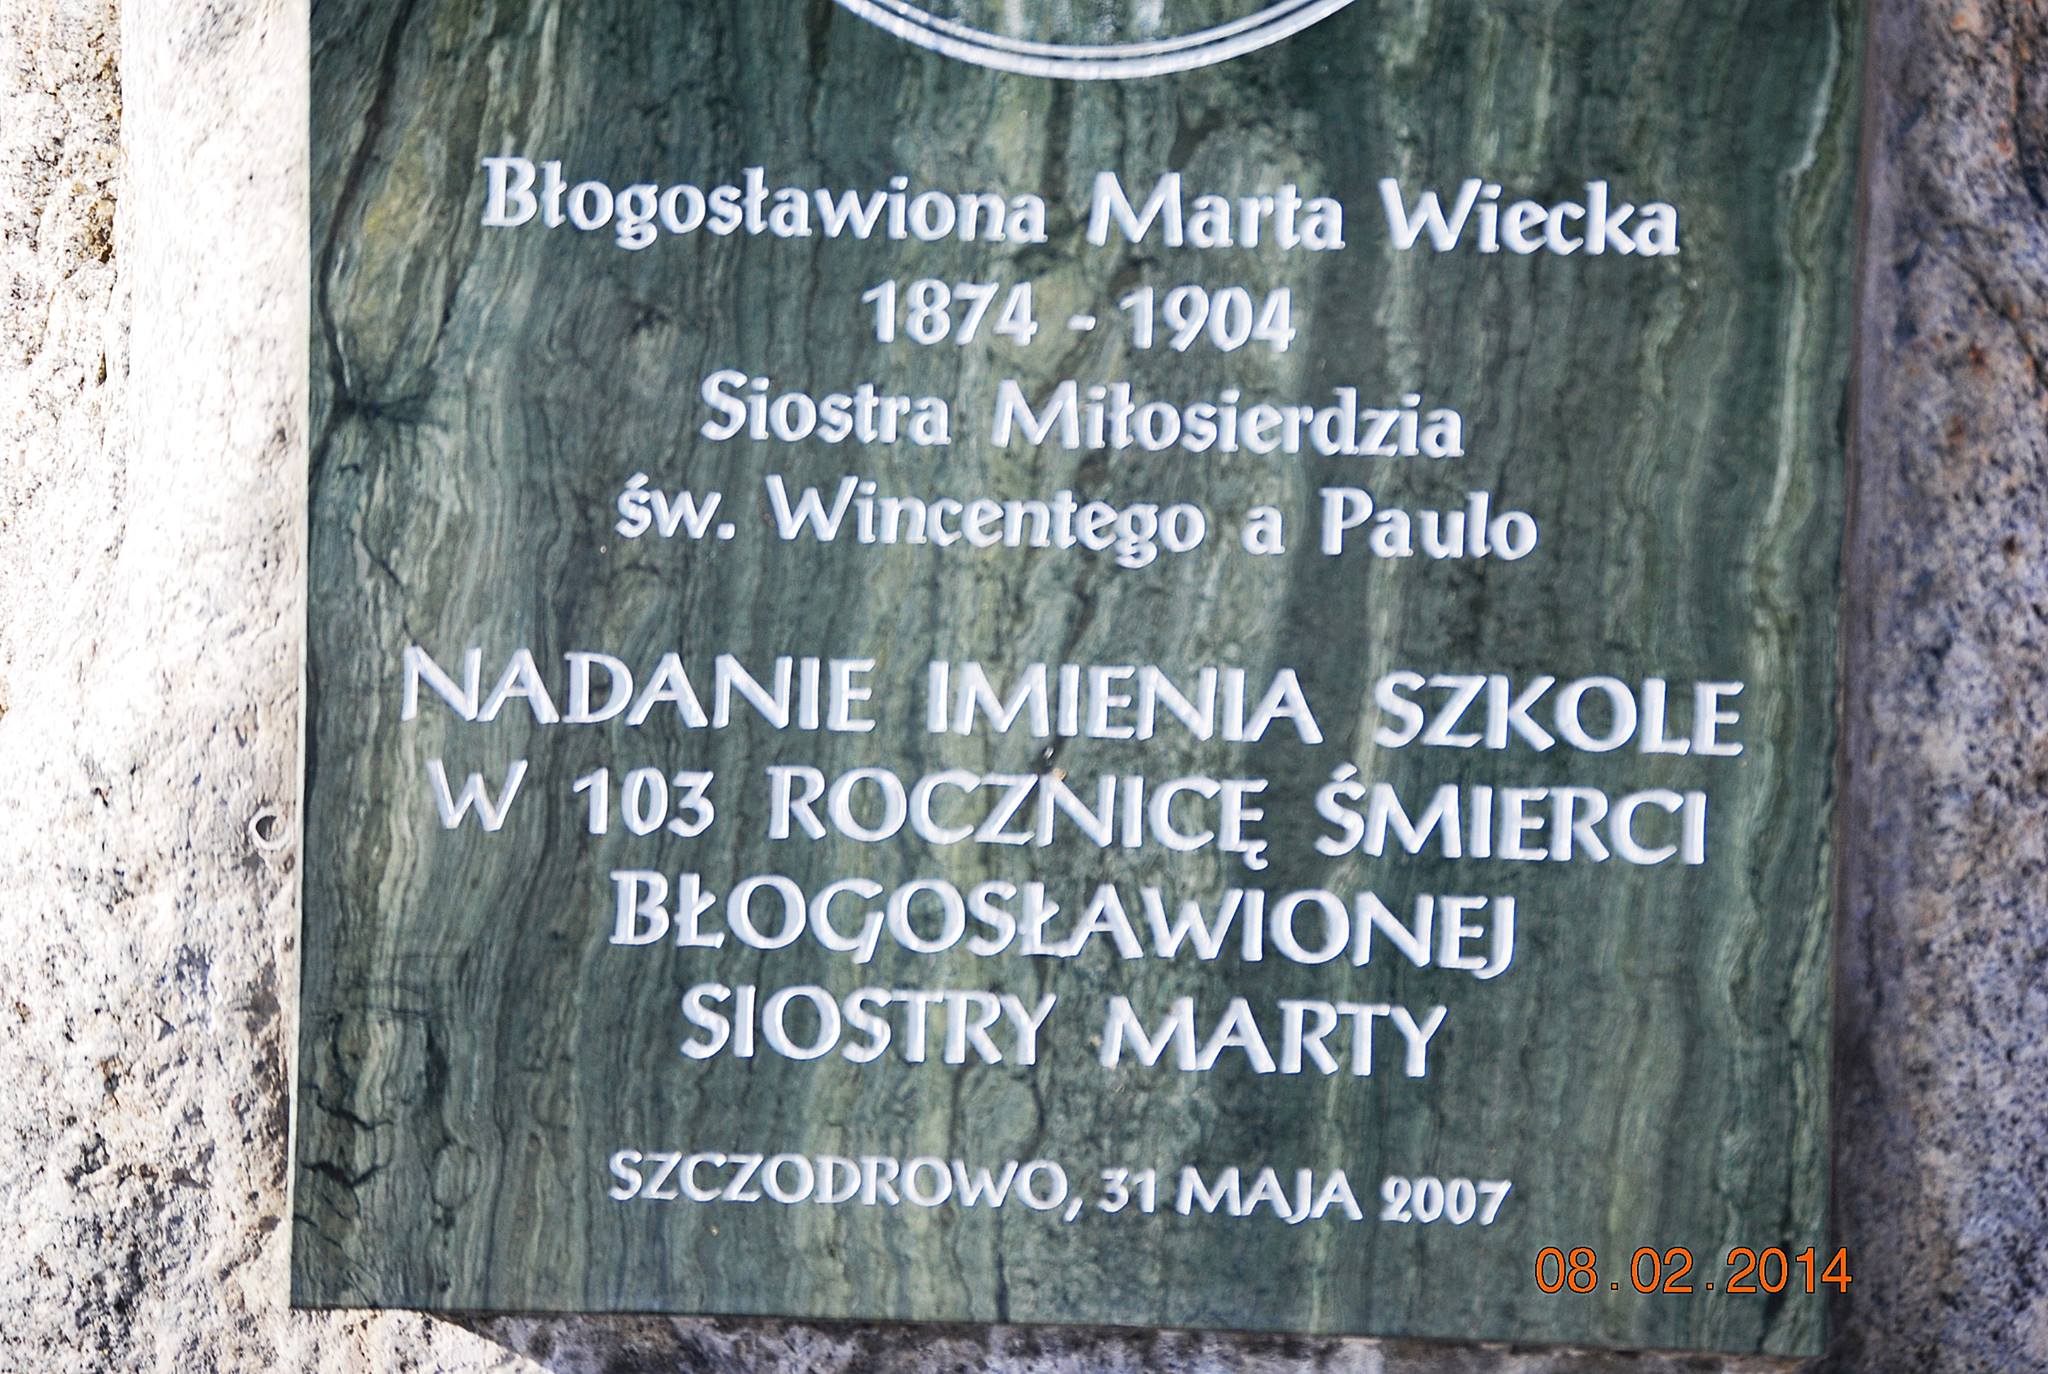 Błogosławiona Marta Wiecka
1874 - 1904
Siostra Miłosierdzia
św. Wincentego a Paulo
NADANIE IMIENIA SZKOLE
W 103 ROCZNICĘ ŚMIERCI
BŁOGOSŁAWIONEJ
SIOSTRY MARTY
SZCZODROWO, 31 MAJA 2007
08.02.2014